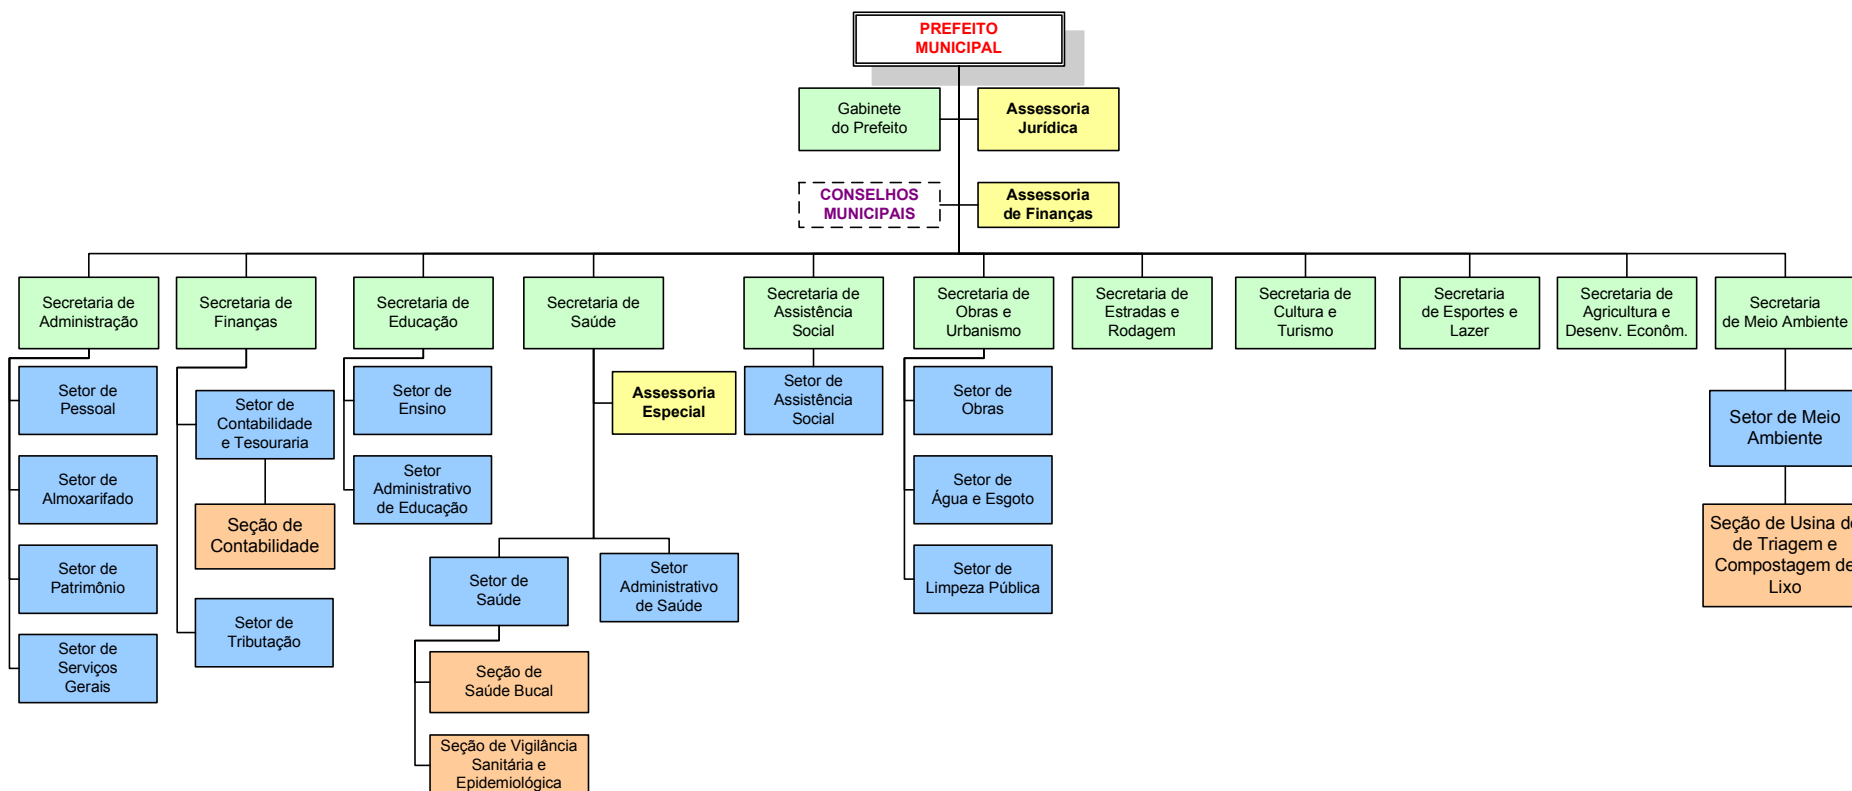 PREFEITO
MUNICIPAL
Gabinete
do Prefeito
Assessoria
Jurídica
CONSELHOS
MUNICIPAIS
Assessoria
de Finanças
Secretaria de
Administração
Secretaria de
Finanças
Secretaria de
Educação
Secretaria de
Saúde
Secretaria de
Assistência
Social
Secretaria de
Obras e
Urbanismo
Secretaria de
Estradas e
Rodagem
Secretaria de
Cultura e
Turismo
Secretaria
de Esportes e
Lazer
Secretaria de
Agricultura e
Desenv. Econôm.
Secretaria
de Meio Ambiente
Setor de
Pessoal
Setor de
Contabilidade
e Tesouraria
Setor de
Ensino
Assessoria
Especial
Setor de
Assistência
Social
Setor de
Obras
Setor de Meio
Ambiente
Setor de
Almoxarifado
Seção de
Contabilidade
Setor
Administrativo
de Educação
Setor de
Água e Esgoto
Seção de Usina de
de Triagem e
Compostagem de
Lixo
Setor de
Patrimônio
Setor de
Tributação
Setor de
Saúde
Setor
Administrativo
de Saúde
Setor de
Limpeza Pública
Setor de
Serviços
Gerais
Seção de
Saúde Bucal
Seção de Vigilância
Sanitária e
Epidemiológica